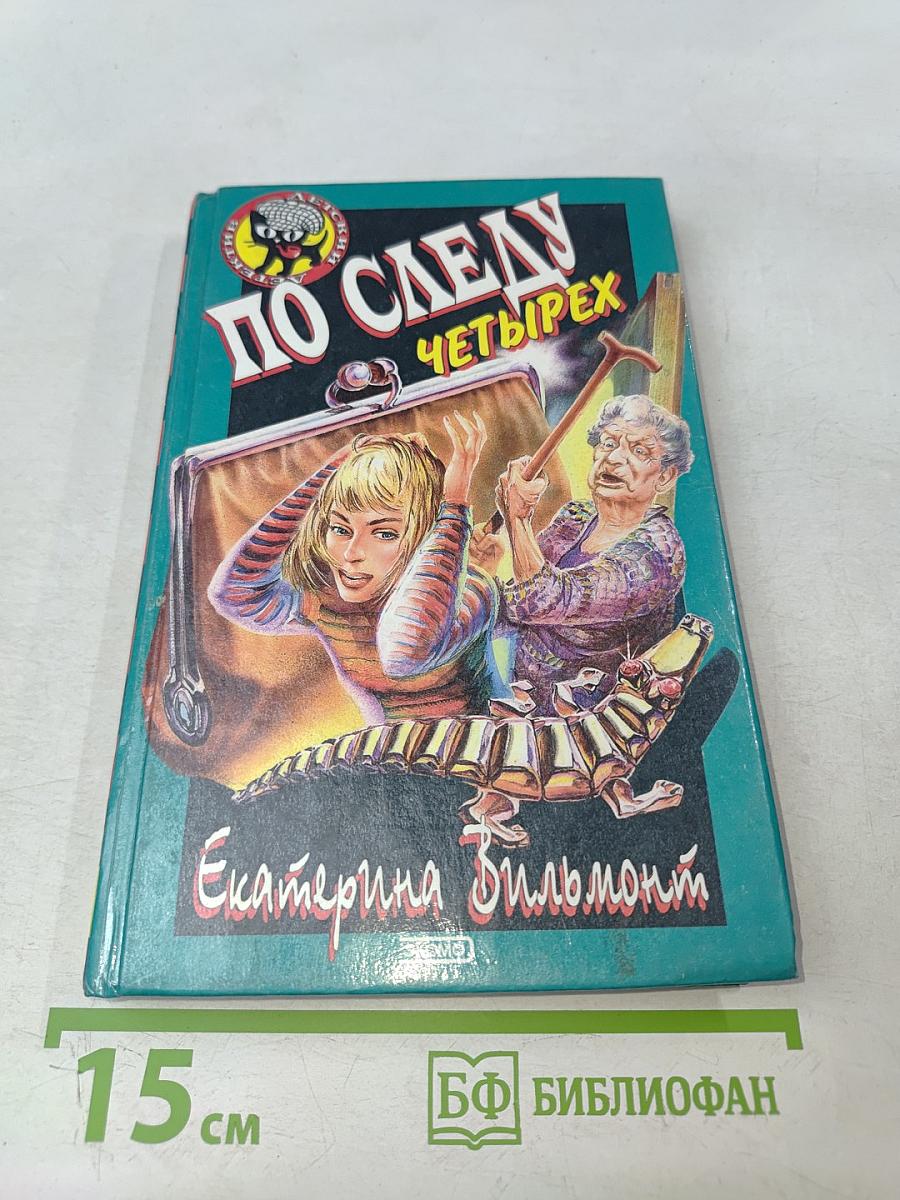 ДЕТСКИЙ
ДЕТЕКТИВ
ПО СЛЕДУ
ЧЕТЫРЕХ
Екатерина Вильмонт
ЭКСМО
15 см
БФ БИБЛИОФАН